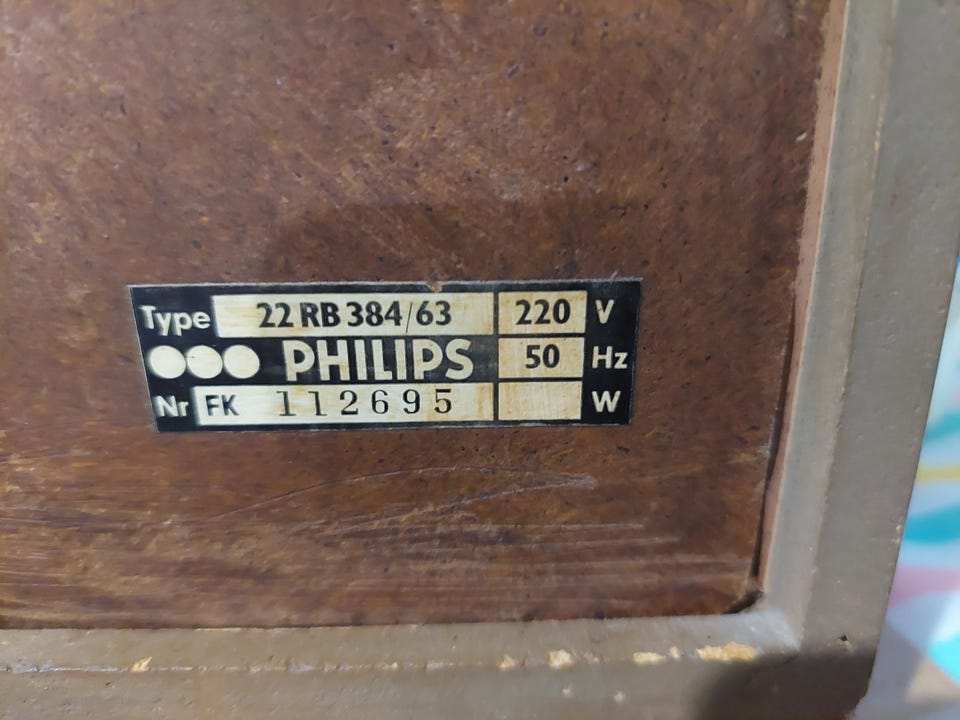 Type 22 RB 384/63 220 V
PHILIPS 50 Hz
Nr FK 112695 W